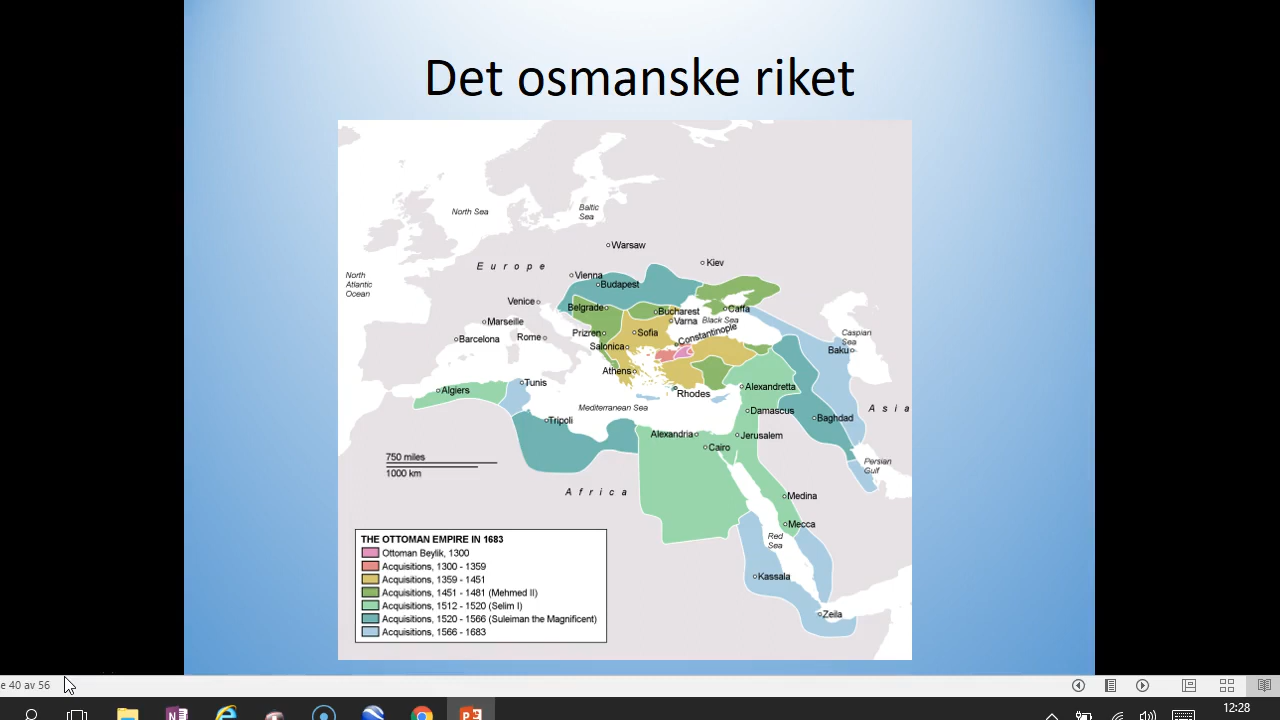 Det osmanske riket
North Sea
Baltic
Sea
Warsaw
Europe
Kiev
North
Atlantic
Ocean
Vienna
Budapest
Venice
Belgrade
Bucharest
Caffa
Marseille
Varna
Black Sea
Barcelona
Rome
Prizren
Sofia
Constantinople
Caspian
Sea
Salonica
Baku
Athens
Algiers
Tunis
Rhodes
Alexandretta
Mediterranean Sea
Damascus
Asia
Tripoli
Baghdad
Alexandria
Jerusalem
Cairo
750 miles
1000 km
Persian
Gulf
Africa
Medina
Mecca
Red
Sea
Kassala
Zeila
THE OTTOMAN EMPIRE IN 1683
Ottoman Beylik, 1300
Acquisitions, 1300 - 1359
Acquisitions, 1359 - 1451
Acquisitions, 1451 - 1481 (Mehmed II)
Acquisitions, 1512 - 1520 (Selim I)
Acquisitions, 1520 - 1566 (Suleiman the Magnificent)
Acquisitions, 1566 - 1683
e 40 av 56
12:28